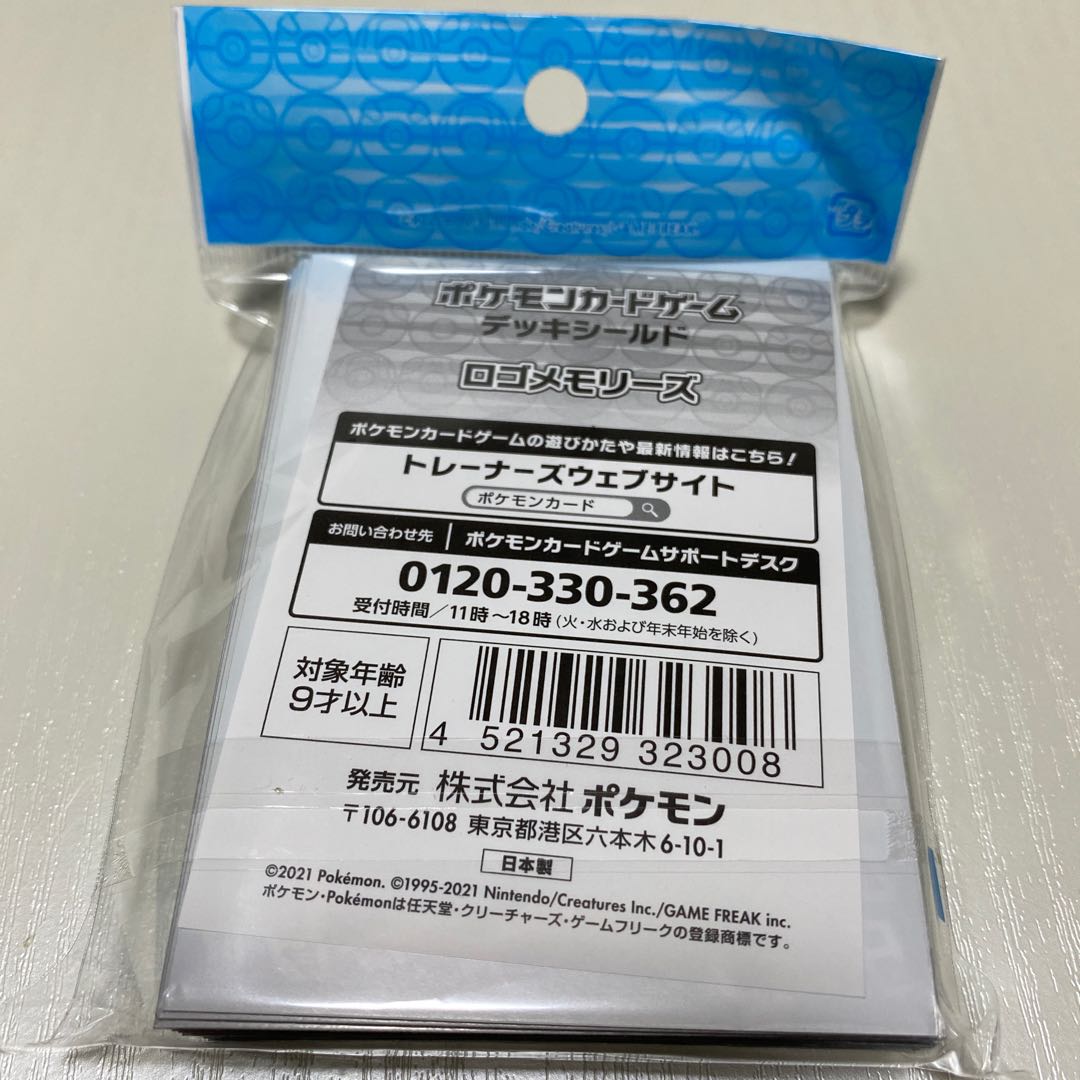 ポケモンカードゲーム
デッキシールド
ロゴメモリーズ
ポケモンカードゲームの遊びかたや最新情報はこちら!
トレーナーズウェブサイト
ポケモンカード
お問い合わせ先 ポケモンカードゲームサポートデスク
0120-330-362
受付時間/11時~18時(火・水および年末年始を除く)
対象年齢
9才以上
4 521329 323008
発売元 株式会社 ポケモン
〒106-6108 東京都港区六本木6-10-1
日本製
©2021 Pokémon. ©1995-2021 Nintendo/Creatures Inc./GAME FREAK inc.
ポケモン・Pokémonは任天堂・クリーチャーズ・ゲームフリークの登録商標です。